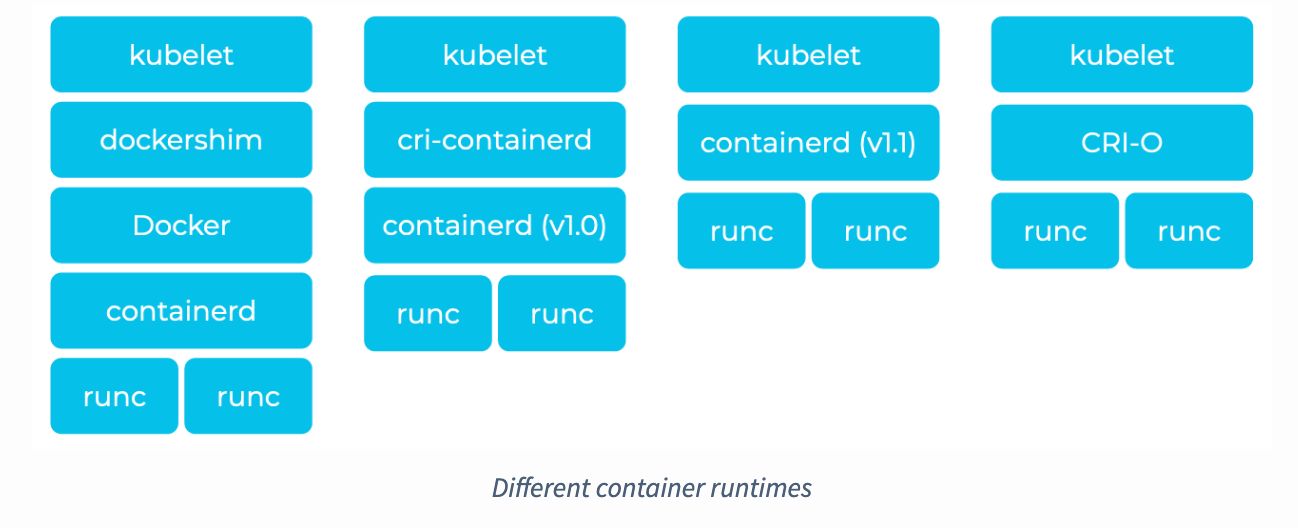 kubelet
dockershim
Docker
containerd
runc
runc
kubelet
cri-containerd
containerd (v1.0)
runc
runc
kubelet
containerd (v1.1)
runc
runc
kubelet
CRI-O
runc
runc
Different container runtimes